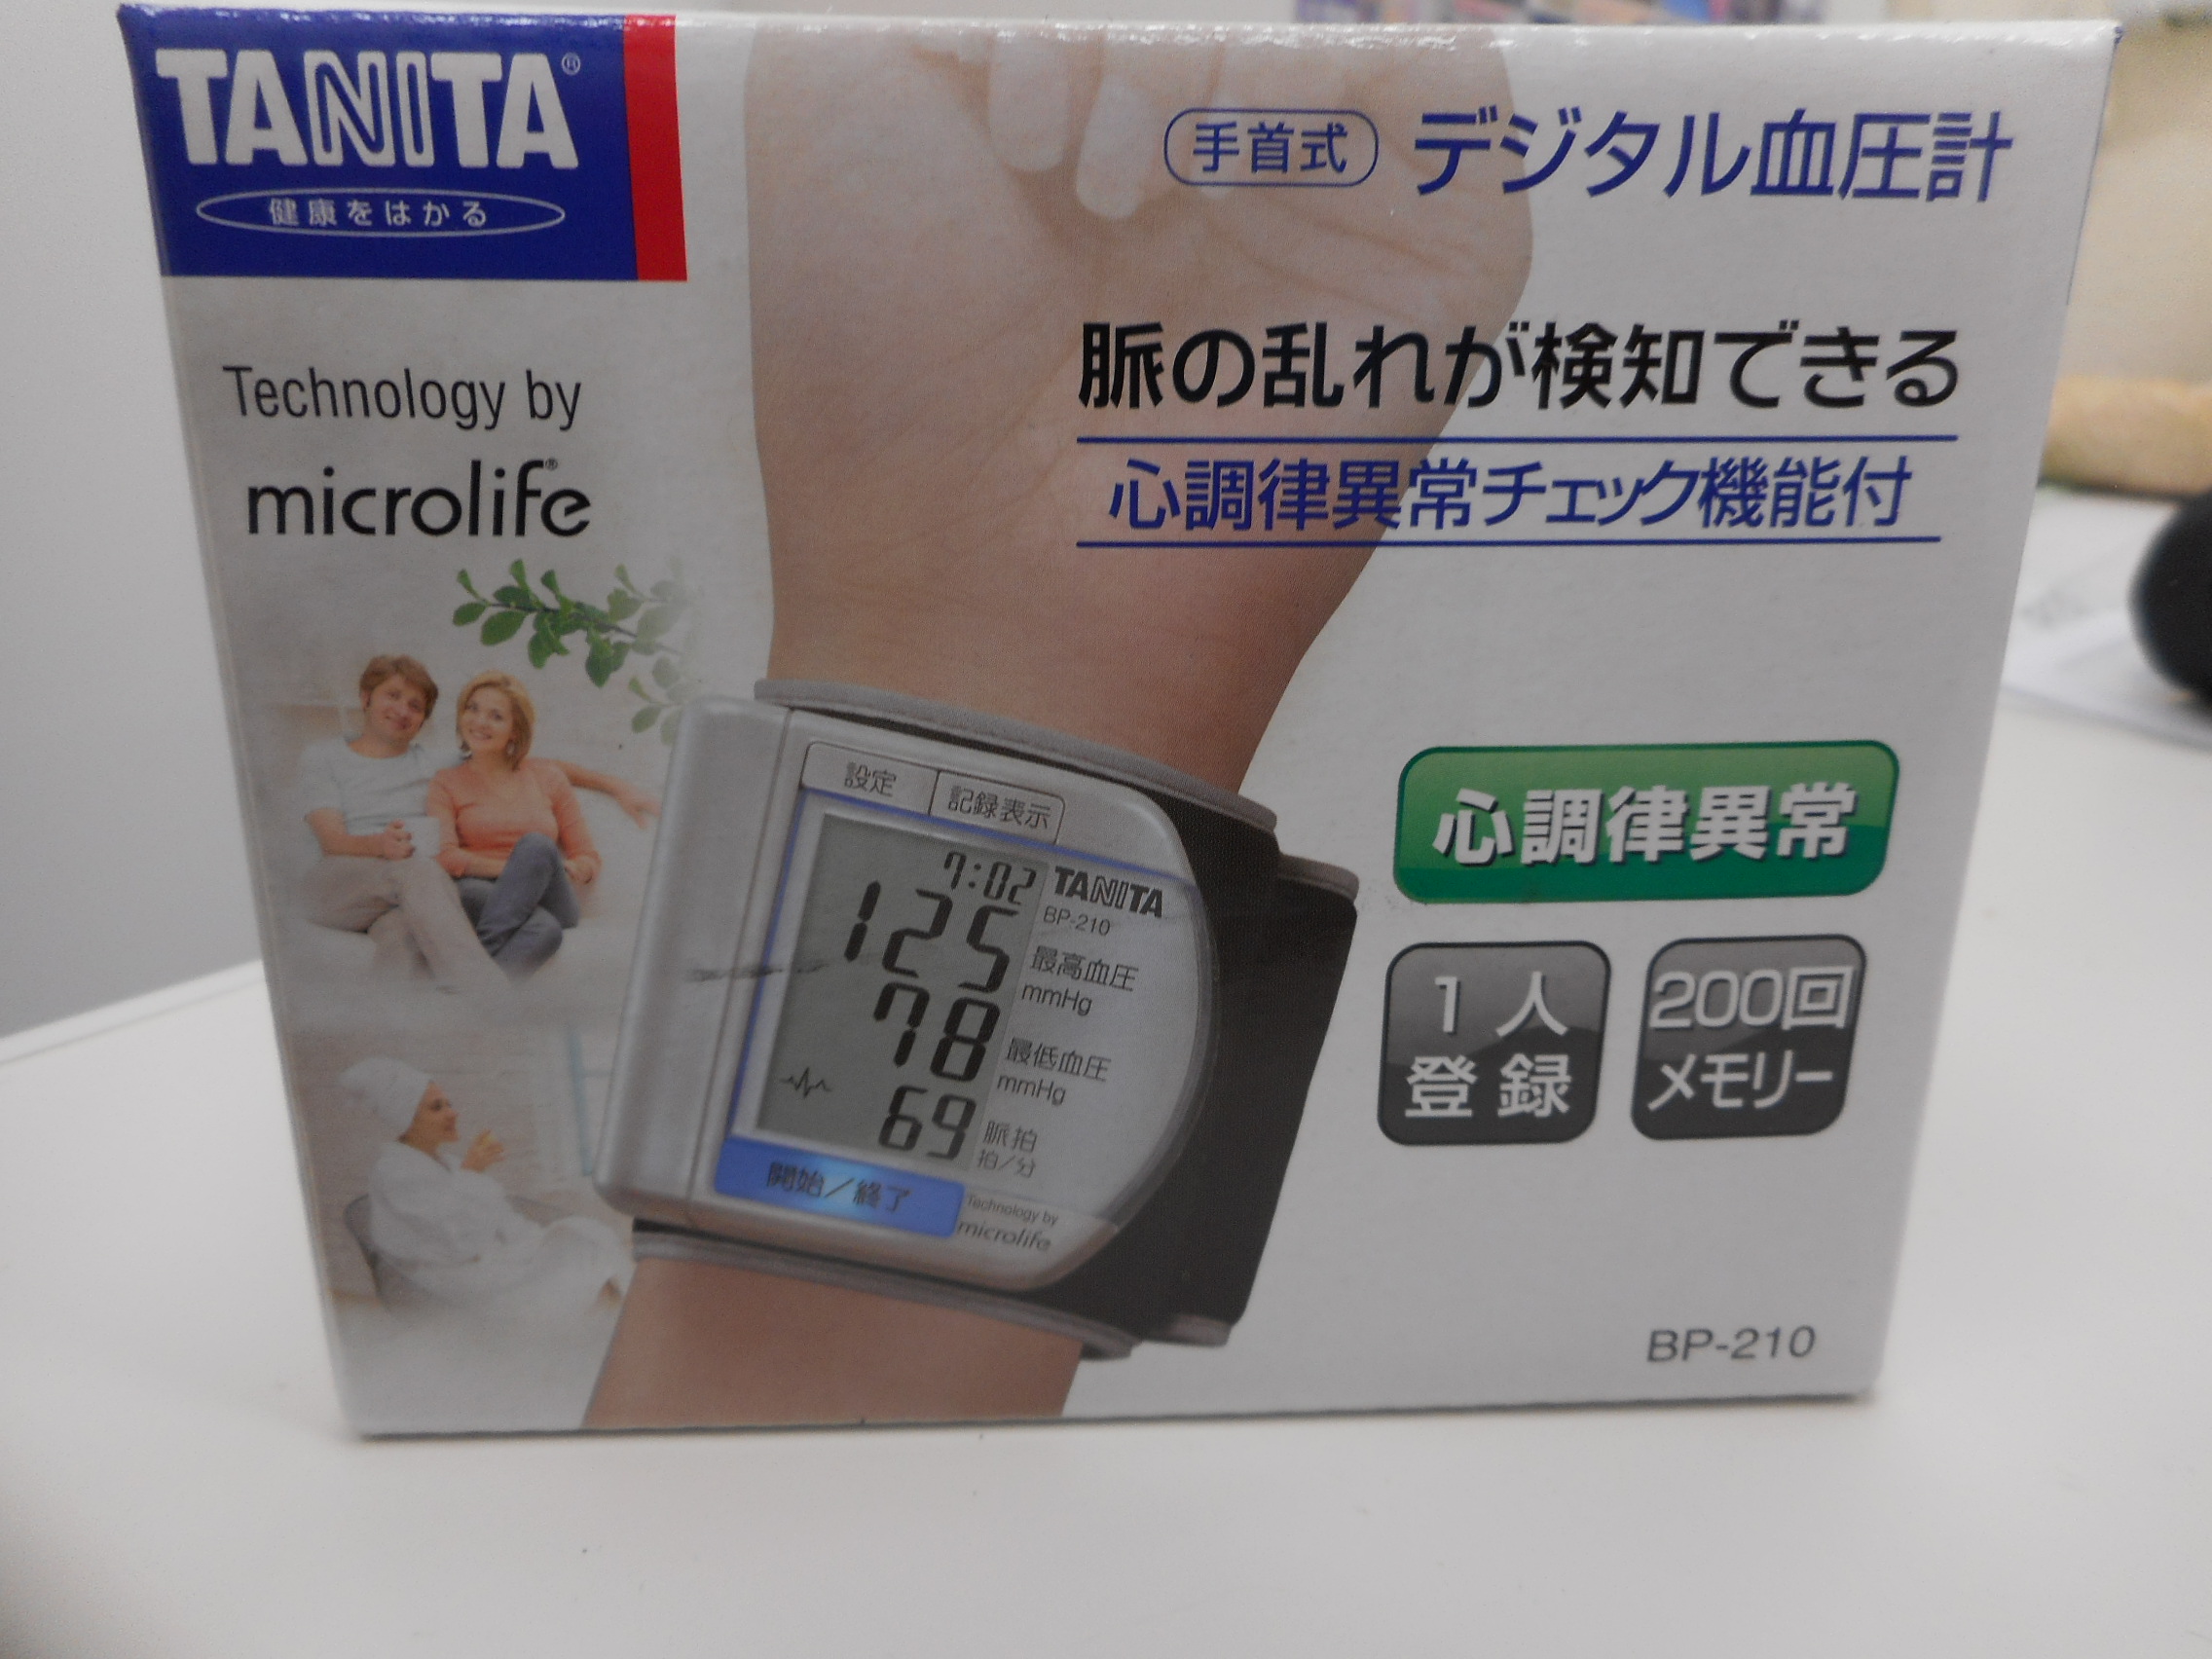 TANITA®
健康をはかる
手首式 デジタル血圧計
Technology by
microlife®
脈の乱れが検知できる
心調律異常チェック機能付
設定 記録表示
7:02 TANITA
BP-210
125 最高血圧
mmHg
78 最低血圧
mmHg
69 脈拍
拍/分
開始/終了
Technology by
microlife
心調律異常
1人
登録
200回
メモリー
BP-210